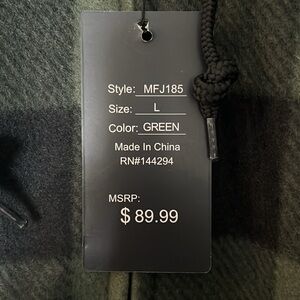 Style: MFJ185
Size: L
Color: GREEN
Made In China
RN#144294
MSRP:
$ 89.99